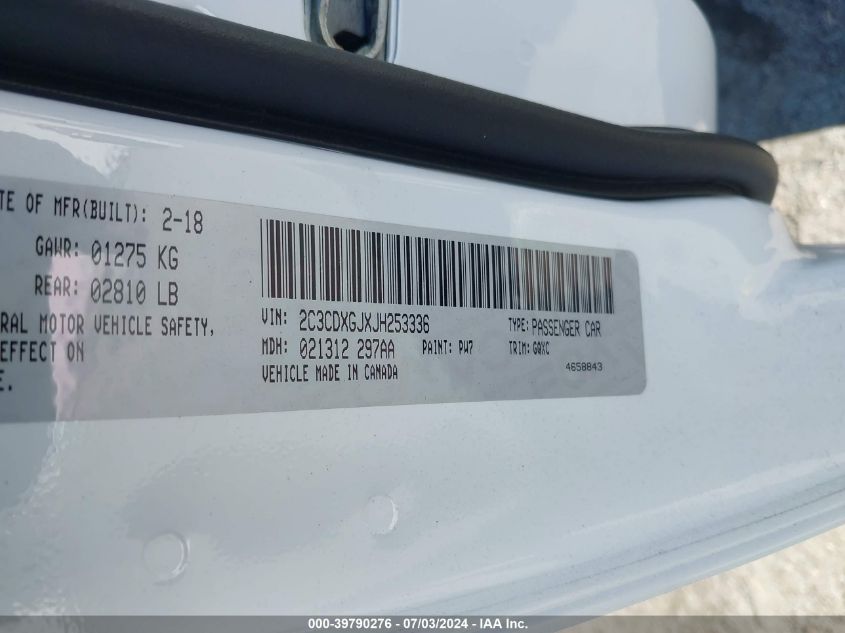 TE OF MFR(BUILT): 2-18
GAWR: 01275 KG
REAR: 02810 LB
RAL MOTOR VEHICLE SAFETY,
EFFECT ON
E.
VIN: 2C3CDXGJXJH253336
TYPE: PASSENGER CAR
MDH: 021312 297AA
PAINT: PW7
TRIM: GQXC
VEHICLE MADE IN CANADA
4658843
000-39790276 - 07/03/2024 - IAA Inc.